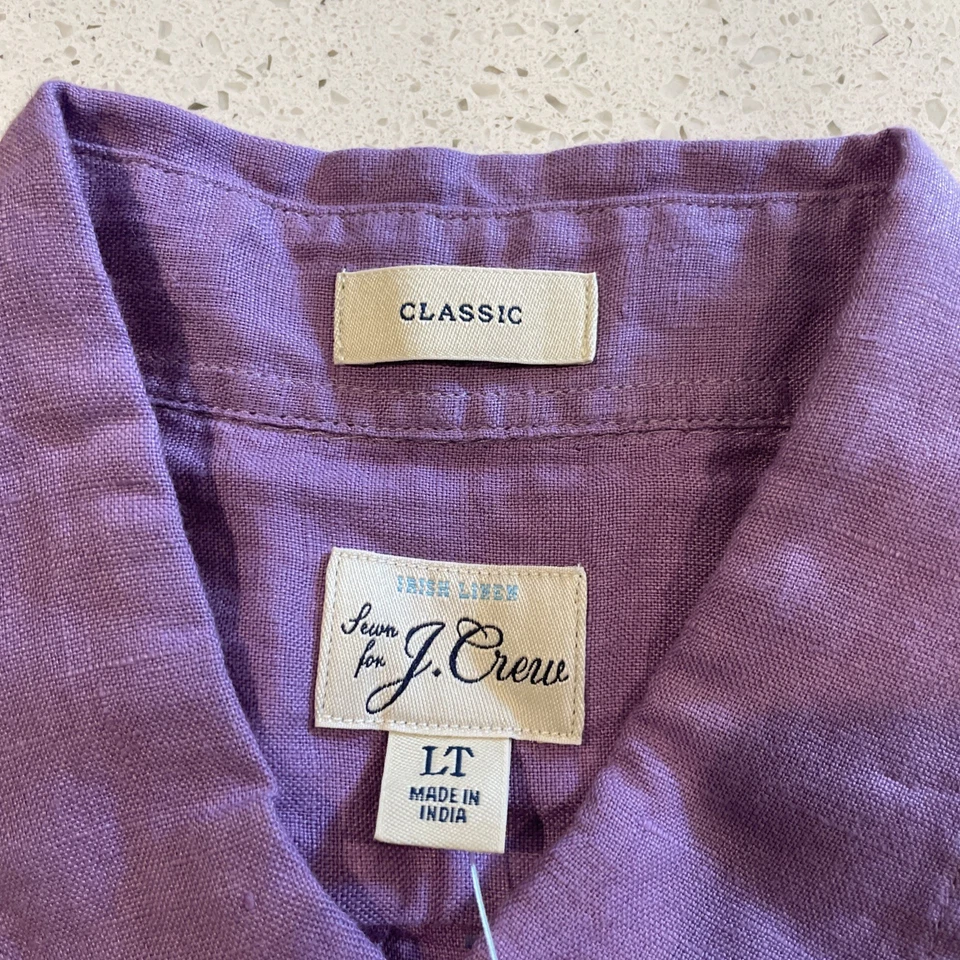 CLASSIC
IRISH LINEN
Sewn
for J.Crew
LT
MADE IN
INDIA